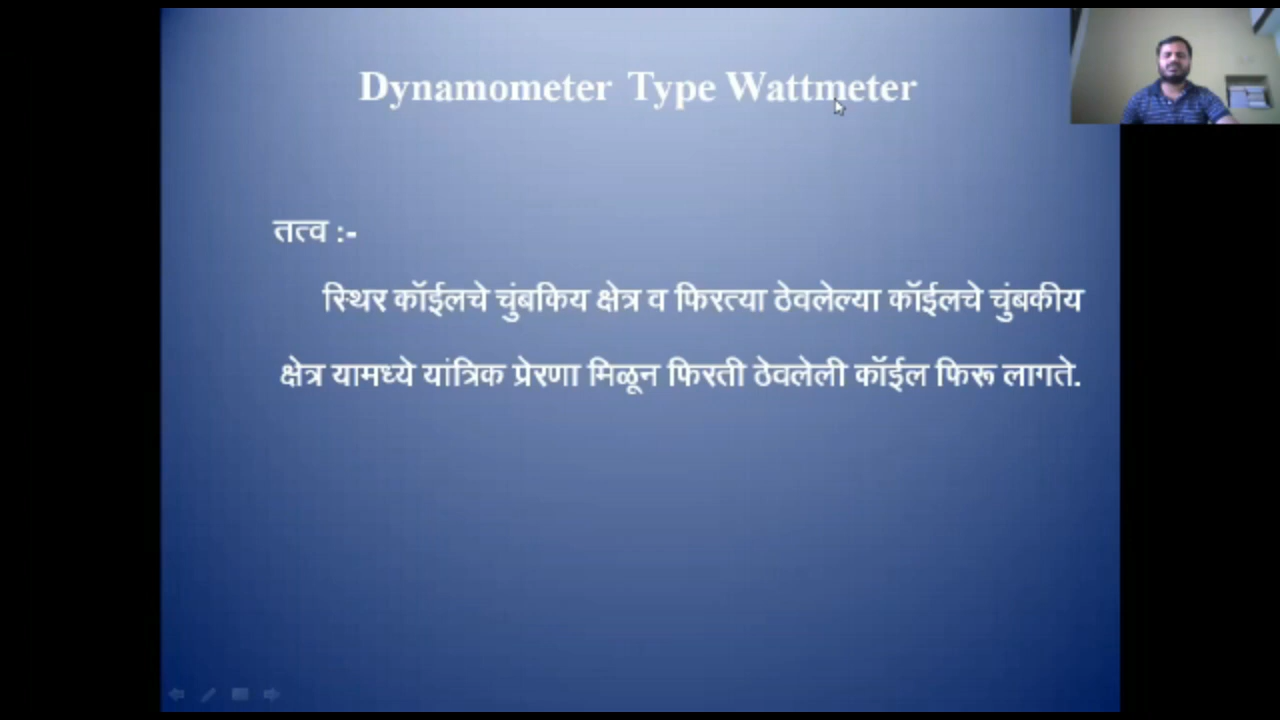 Dynamometer Type Wattmeter
तत्व :-
स्थिर कॉईलचे चुंबकिय क्षेत्र व फिरत्या ठेवलेल्या कॉईलचे चुंबकीय
क्षेत्र यामध्ये यांत्रिक प्रेरणा मिळून फिरती ठेवलेली कॉईल फिरू लागते.